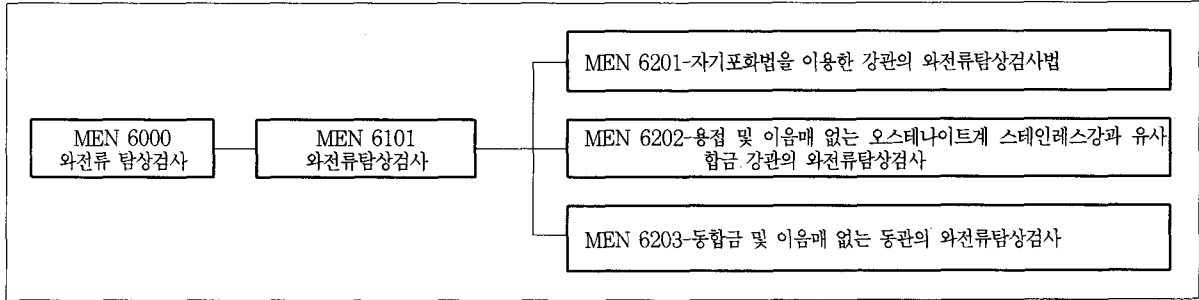 MEN 6201-자기포화법을 이용한 강관의 와전류탐상검사법
MEN 6000
와전류 탐상검사
MEN 6101
와전류탐상검사
MEN 6202-용접 및 이음매 없는 오스테나이트계 스테인레스강과 유사
합금 강관의 와전류탐상검사
MEN 6203-동합금 및 이음매 없는 동관의 와전류탐상검사